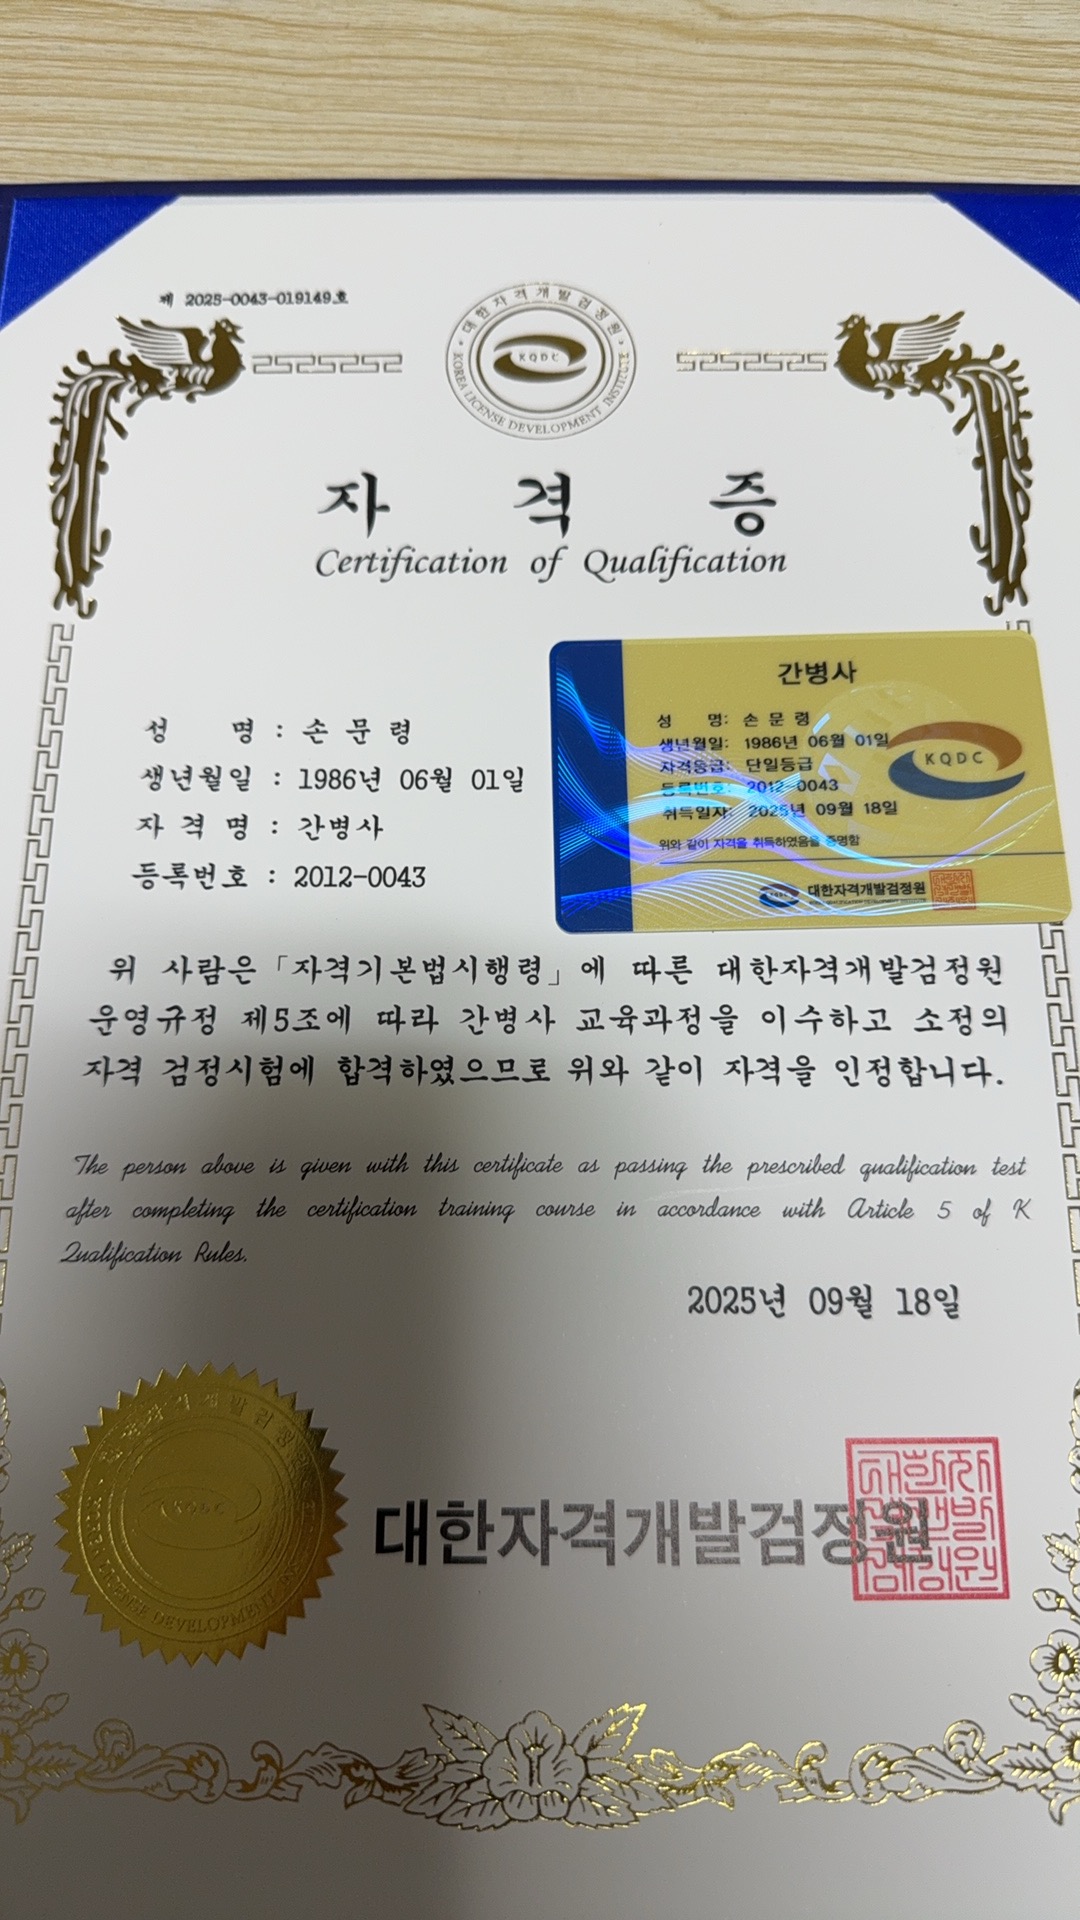 제 2025-0043-019149호
대한자격개발검정원
KQDC
KOREA LICENSE DEVELOPMENT INSTITUTE
자 격 증
Certification of Qualification
성 명 : 손 문 령
생년월일 : 1986년 06월 01일
자 격 명 : 간병사
등록번호 : 2012-0043
간병사
성 명: 손 문 령
생년월일: 1986년 06월 01일
자격등급: 단일등급
등록번호: 2012-0043
취득일자: 2025년 09월 18일
위와 같이 자격을 취득하였음을 증명함
KQDC
대한자격개발검정원
위 사람은 「자격기본법시행령」에 따른 대한자격개발검정원
운영규정 제5조에 따라 간병사 교육과정을 이수하고 소정의
자격 검정시험에 합격하였으므로 위와 같이 자격을 인정합니다.
The person above is given with this certificate as passing the prescribed qualification test
after completing the certification training course in accordance with Article 5 of K
Qualification Rules.
2025년 09월 18일
대한자격개발검정원